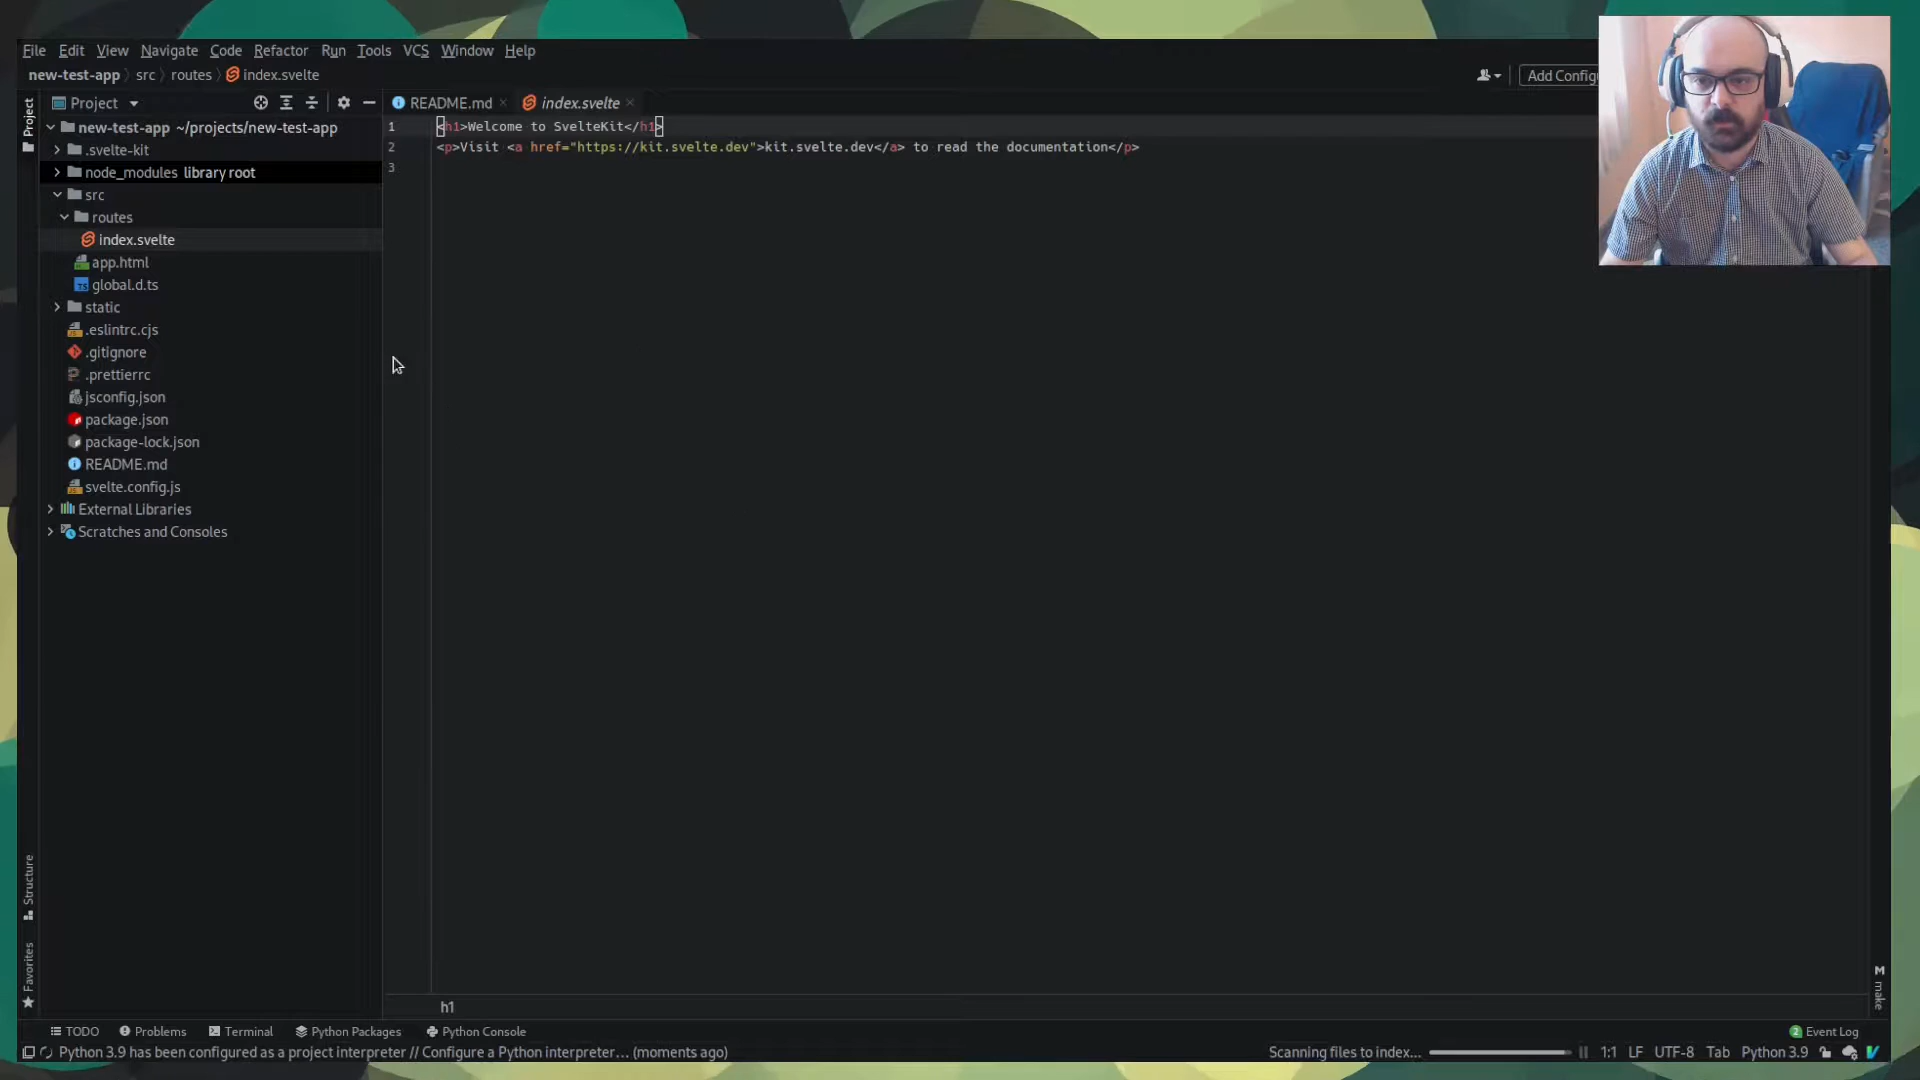 File Edit View Navigate Code Refactor Run Tools VCS Window Help
new-test-app src routes index.svelte
Add Config
Project
Project
README.md index.svelte
new-test-app ~/projects/new-test-app
.svelte-kit
node_modules library root
src
routes
index.svelte
app.html
global.d.ts
static
.eslintrc.cjs
.gitignore
.prettierrc
jsconfig.json
package.json
package-lock.json
README.md
svelte.config.js
External Libraries
Scratches and Consoles
1 <h1>Welcome to SvelteKit</h1>
2 <p>Visit <a href="https://kit.svelte.dev">kit.svelte.dev</a> to read the documentation</p>
3
Structure
Favorites
M make
h1
TODO Problems Terminal Python Packages Python Console
2 Event Log
Python 3.9 has been configured as a project interpreter // Configure a Python interpreter... (moments ago)
Scanning files to index... 1:1 LF UTF-8 Tab Python 3.9